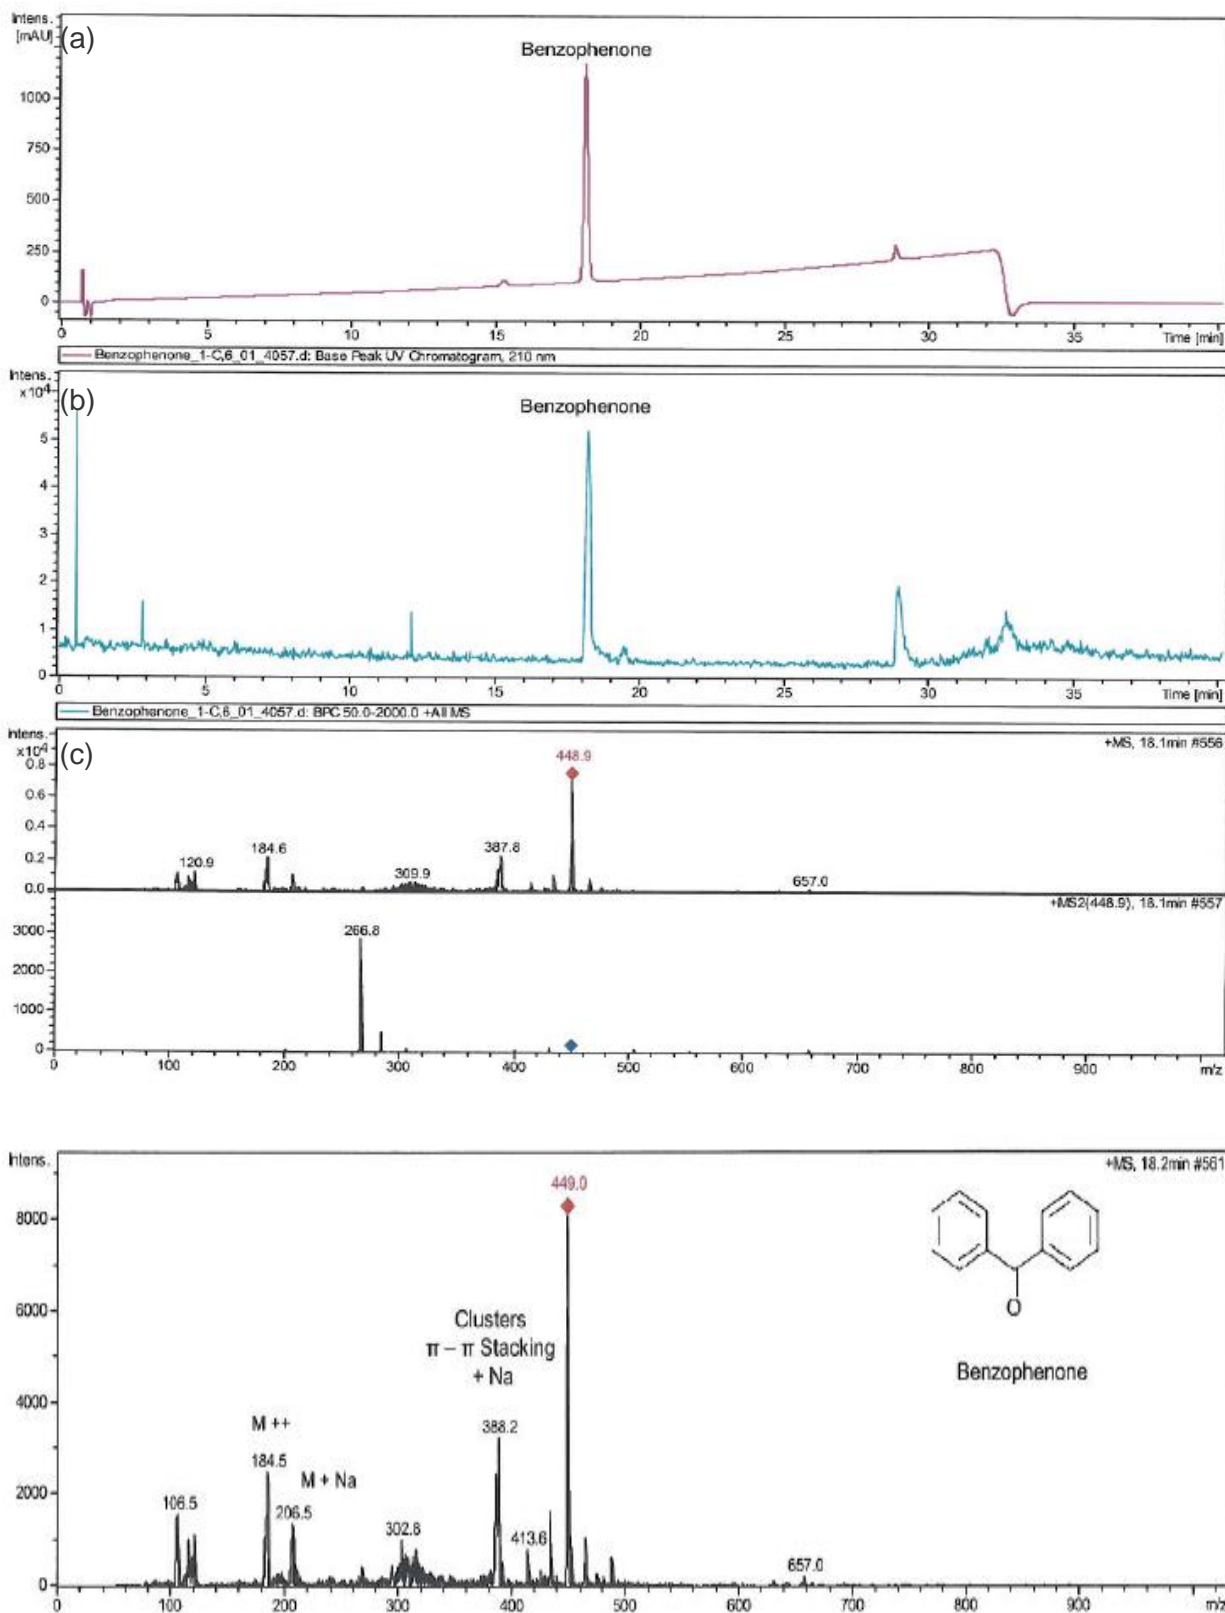 Intens.
[mAU]
(a)
Benzophenone
1000
750
500
250
0
0 5 10 15 20 25 30 35 Time [min]
Benzophenone_1-C,6_01_4057.d: Base Peak UV Chromatogram, 210 nm
Intens.
x10⁴
(b)
Benzophenone
5
4
3
2
1
0
0 5 10 15 20 25 30 35 Time [min]
Benzophenone_1-C,6_01_4057.d: BPC 50.0-2000.0 +All MS
Intens.
x10⁴
(c)
+MS, 18.1min #556
448.9
0.8
0.6
0.4
0.2
0.0
120.9
184.6
309.9
387.8
657.0
+MS2(448.9), 18.1min #557
266.8
3000
2000
1000
0
0 100 200 300 400 500 600 700 800 900 m/z
Intens.
+MS, 18.2min #561
449.0
8000
6000
4000
2000
0
Clusters
π – π Stacking
+ Na
388.2
M ++
184.5
M + Na
206.5
106.5
302.8
413.6
657.0
O
Benzophenone
0 100 200 300 400 500 600 700 800 900 m/z